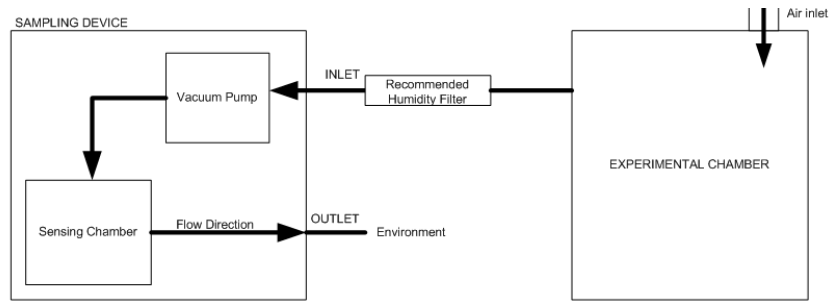 SAMPLING DEVICE
Air inlet
INLET
Recommended
Humidity Filter
Vacuum Pump
EXPERIMENTAL CHAMBER
Sensing Chamber
Flow Direction
OUTLET
Environment